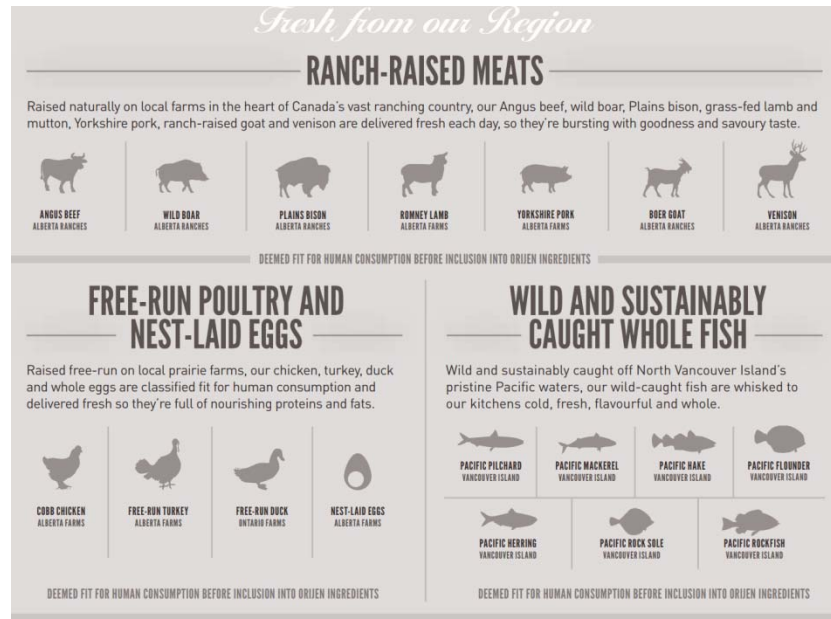 Fresh from our Region
RANCH-RAISED MEATS
Raised naturally on local farms in the heart of Canada's vast ranching country, our Angus beef, wild boar, Plains bison, grass-fed lamb and
mutton, Yorkshire pork, ranch-raised goat and venison are delivered fresh each day, so they're bursting with goodness and savoury taste.
ANGUS BEEF
ALBERTA RANCHES
WILD BOAR
ALBERTA RANCHES
PLAINS BISON
ALBERTA RANCHES
ROMNEY LAMB
ALBERTA FARMS
YORKSHIRE PORK
ALBERTA FARMS
BOER GOAT
ALBERTA RANCHES
VENISON
ALBERTA RANCHES
DEEMED FIT FOR HUMAN CONSUMPTION BEFORE INCLUSION INTO ORIJEN INGREDIENTS
FREE-RUN POULTRY AND
NEST-LAID EGGS
Raised free-run on local prairie farms, our chicken, turkey, duck
and whole eggs are classified fit for human consumption and
delivered fresh so they're full of nourishing proteins and fats.
COBB CHICKEN
ALBERTA FARMS
FREE-RUN TURKEY
ALBERTA FARMS
FREE-RUN DUCK
ONTARIO FARMS
NEST-LAID EGGS
ALBERTA FARMS
DEEMED FIT FOR HUMAN CONSUMPTION BEFORE INCLUSION INTO ORIJEN INGREDIENTS
WILD AND SUSTAINABLY
CAUGHT WHOLE FISH
Wild and sustainably caught off North Vancouver Island's
pristine Pacific waters, our wild-caught fish are whisked to
our kitchens cold, fresh, flavourful and whole.
PACIFIC PILCHARD
VANCOUVER ISLAND
PACIFIC MACKEREL
VANCOUVER ISLAND
PACIFIC HAKE
VANCOUVER ISLAND
PACIFIC FLOUNDER
VANCOUVER ISLAND
PACIFIC HERRING
VANCOUVER ISLAND
PACIFIC ROCK SOLE
VANCOUVER ISLAND
PACIFIC ROCKFISH
VANCOUVER ISLAND
DEEMED FIT FOR HUMAN CONSUMPTION BEFORE INCLUSION INTO ORIJEN INGREDIENTS